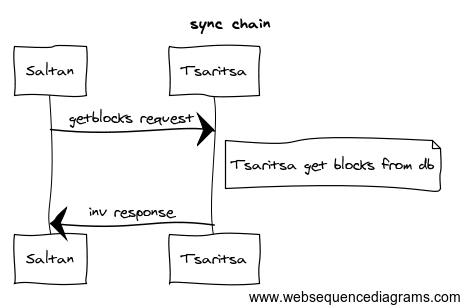 sync chain
Saltan
Tsaritsa
getblocks request
Tsaritsa get blocks from db
inv response
Saltan
Tsaritsa
www.websequencediagrams.com